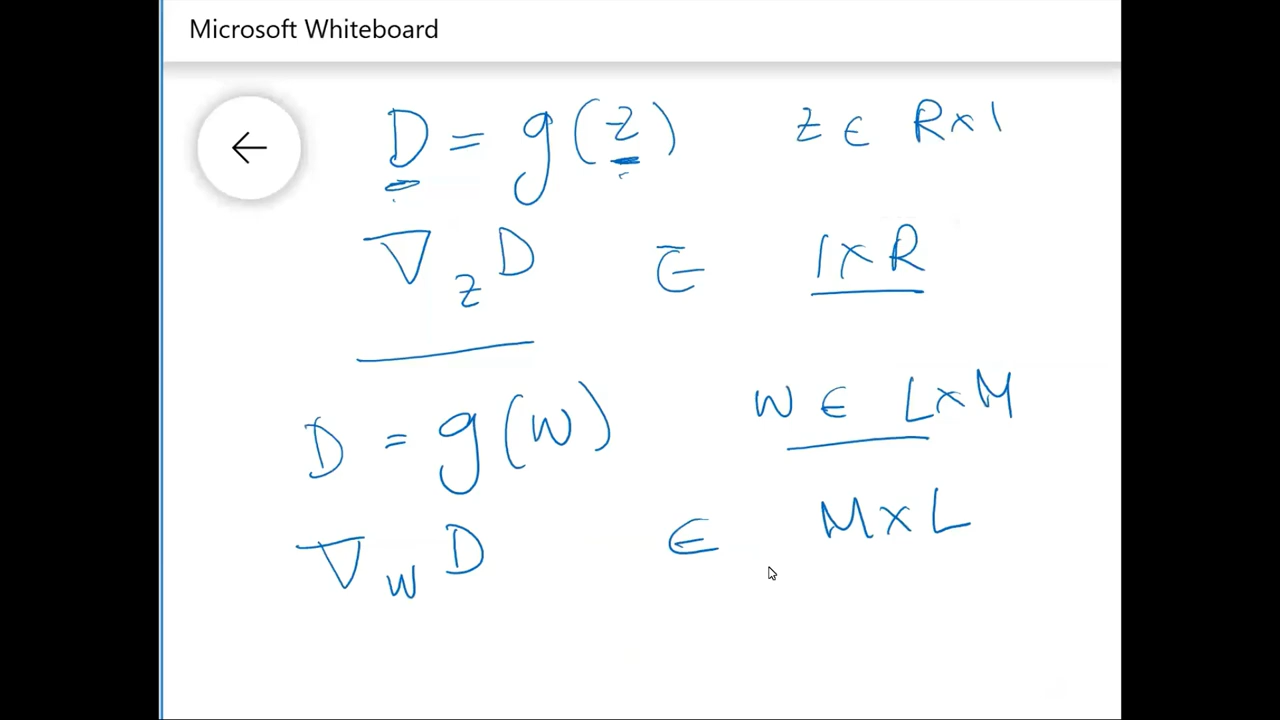 Microsoft Whiteboard
D = g(z) z ∈ R×1
∇_z D ∈ 1×R
D = g(W) W ∈ L×M
∇_W D ∈ M×L